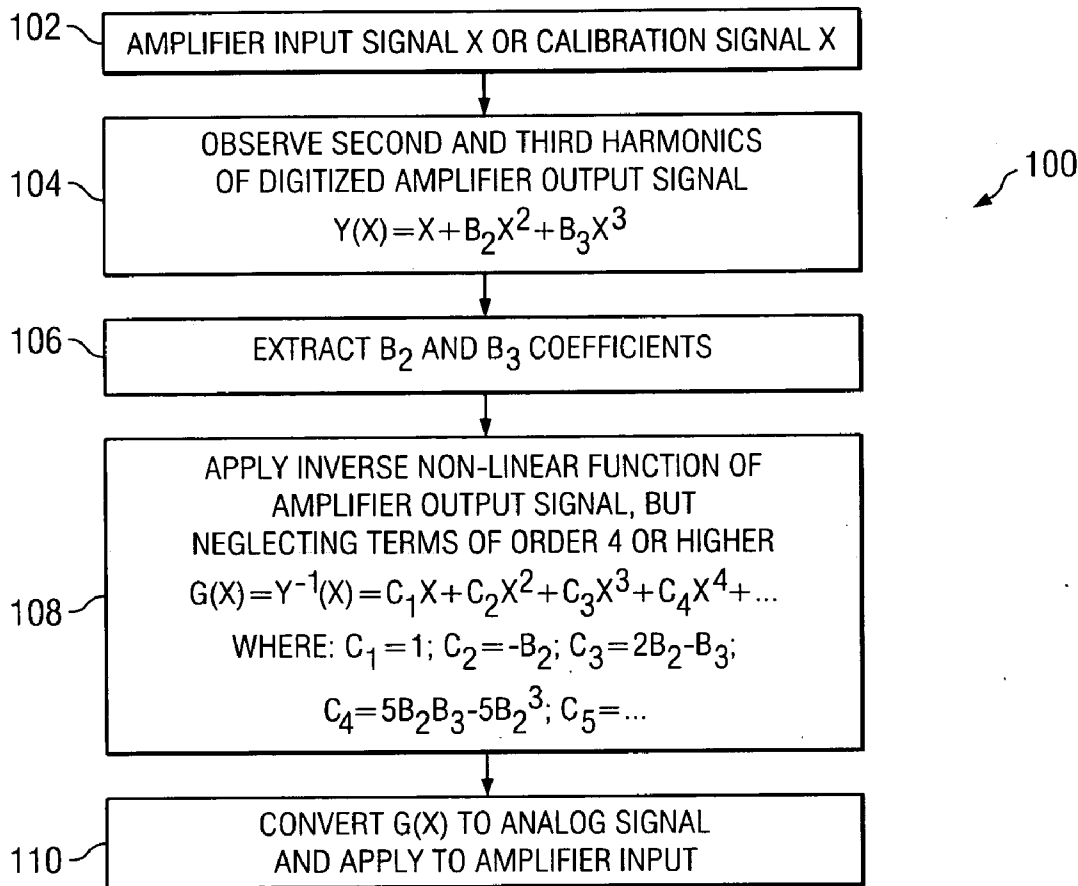 102
AMPLIFIER INPUT SIGNAL X OR CALIBRATION SIGNAL X
104
OBSERVE SECOND AND THIRD HARMONICS
OF DIGITIZED AMPLIFIER OUTPUT SIGNAL
Y(X)=X+B₂X²+B₃X³
100
106
EXTRACT B₂ AND B₃ COEFFICIENTS
108
APPLY INVERSE NON-LINEAR FUNCTION OF
AMPLIFIER OUTPUT SIGNAL, BUT
NEGLECTING TERMS OF ORDER 4 OR HIGHER
G(X)=Y⁻¹(X)=C₁X+C₂X²+C₃X³+C₄X⁴+...
WHERE: C₁=1; C₂=-B₂; C₃=2B₂-B₃;
C₄=5B₂B₃-5B₂³; C₅=...
110
CONVERT G(X) TO ANALOG SIGNAL
AND APPLY TO AMPLIFIER INPUT